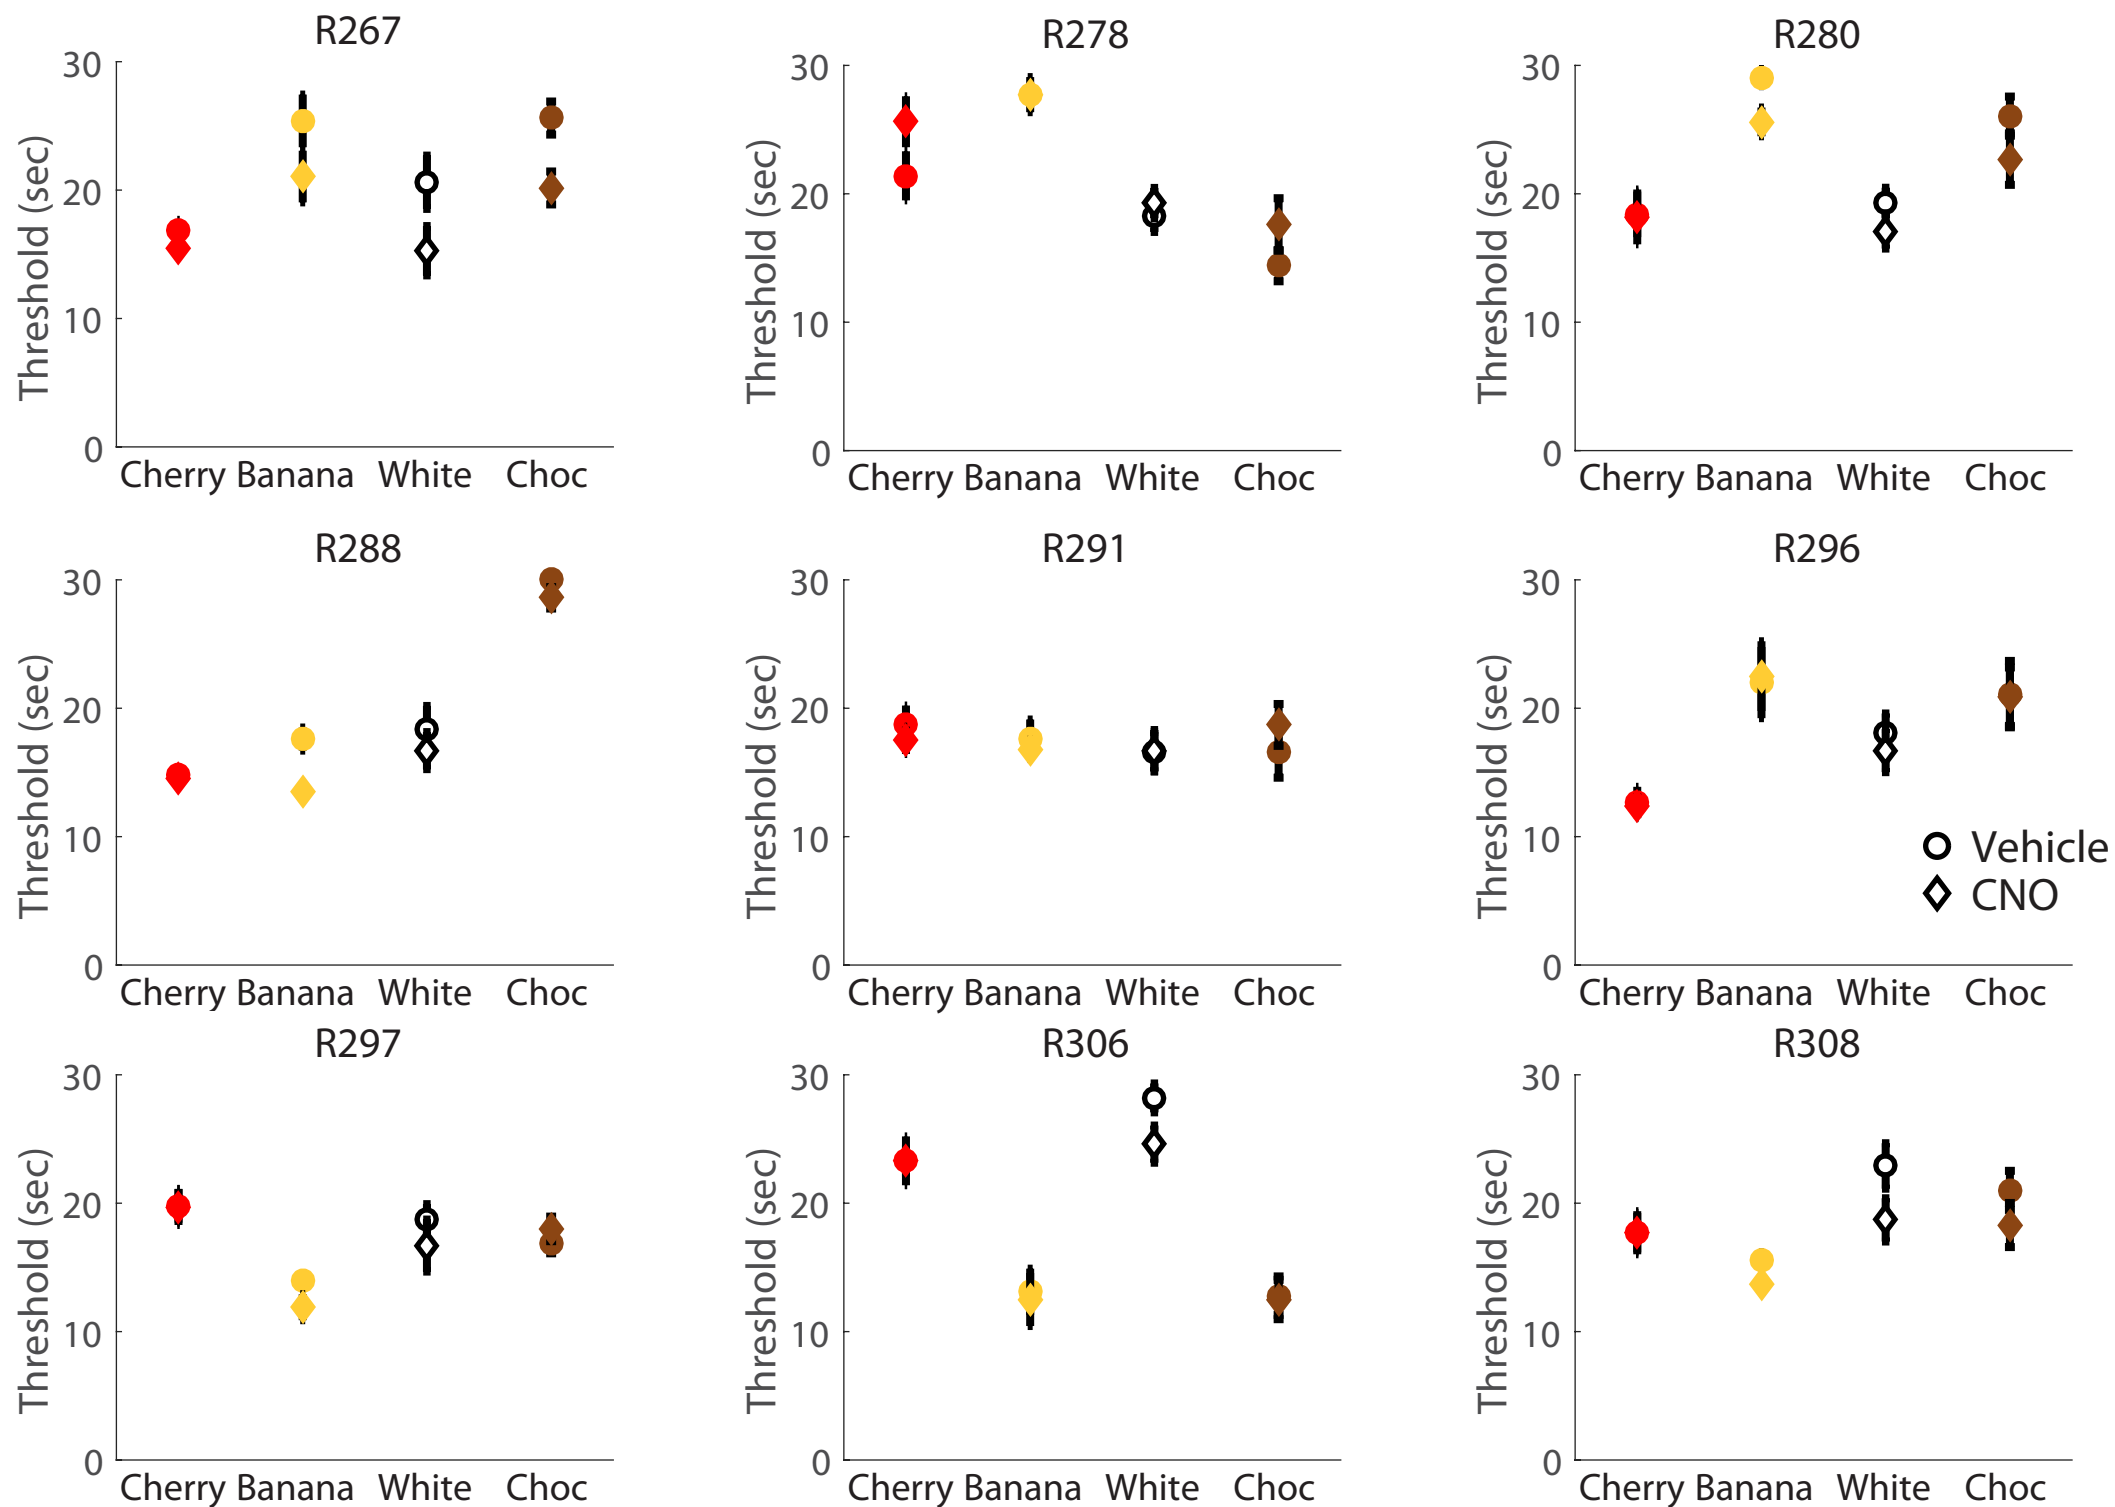 R267
30
20
10
0
Threshold (sec)
Cherry Banana White Choc
R278
30
20
10
0
Threshold (sec)
Cherry Banana White Choc
R280
30
20
10
0
Threshold (sec)
Cherry Banana White Choc
R288
30
20
10
0
Threshold (sec)
Cherry Banana White Choc
R291
30
20
10
0
Threshold (sec)
Cherry Banana White Choc
R296
30
20
10
0
Threshold (sec)
Vehicle
CNO
Cherry Banana White Choc
R297
30
20
10
0
Threshold (sec)
Cherry Banana White Choc
R306
30
20
10
0
Threshold (sec)
Cherry Banana White Choc
R308
30
20
10
0
Threshold (sec)
Cherry Banana White Choc